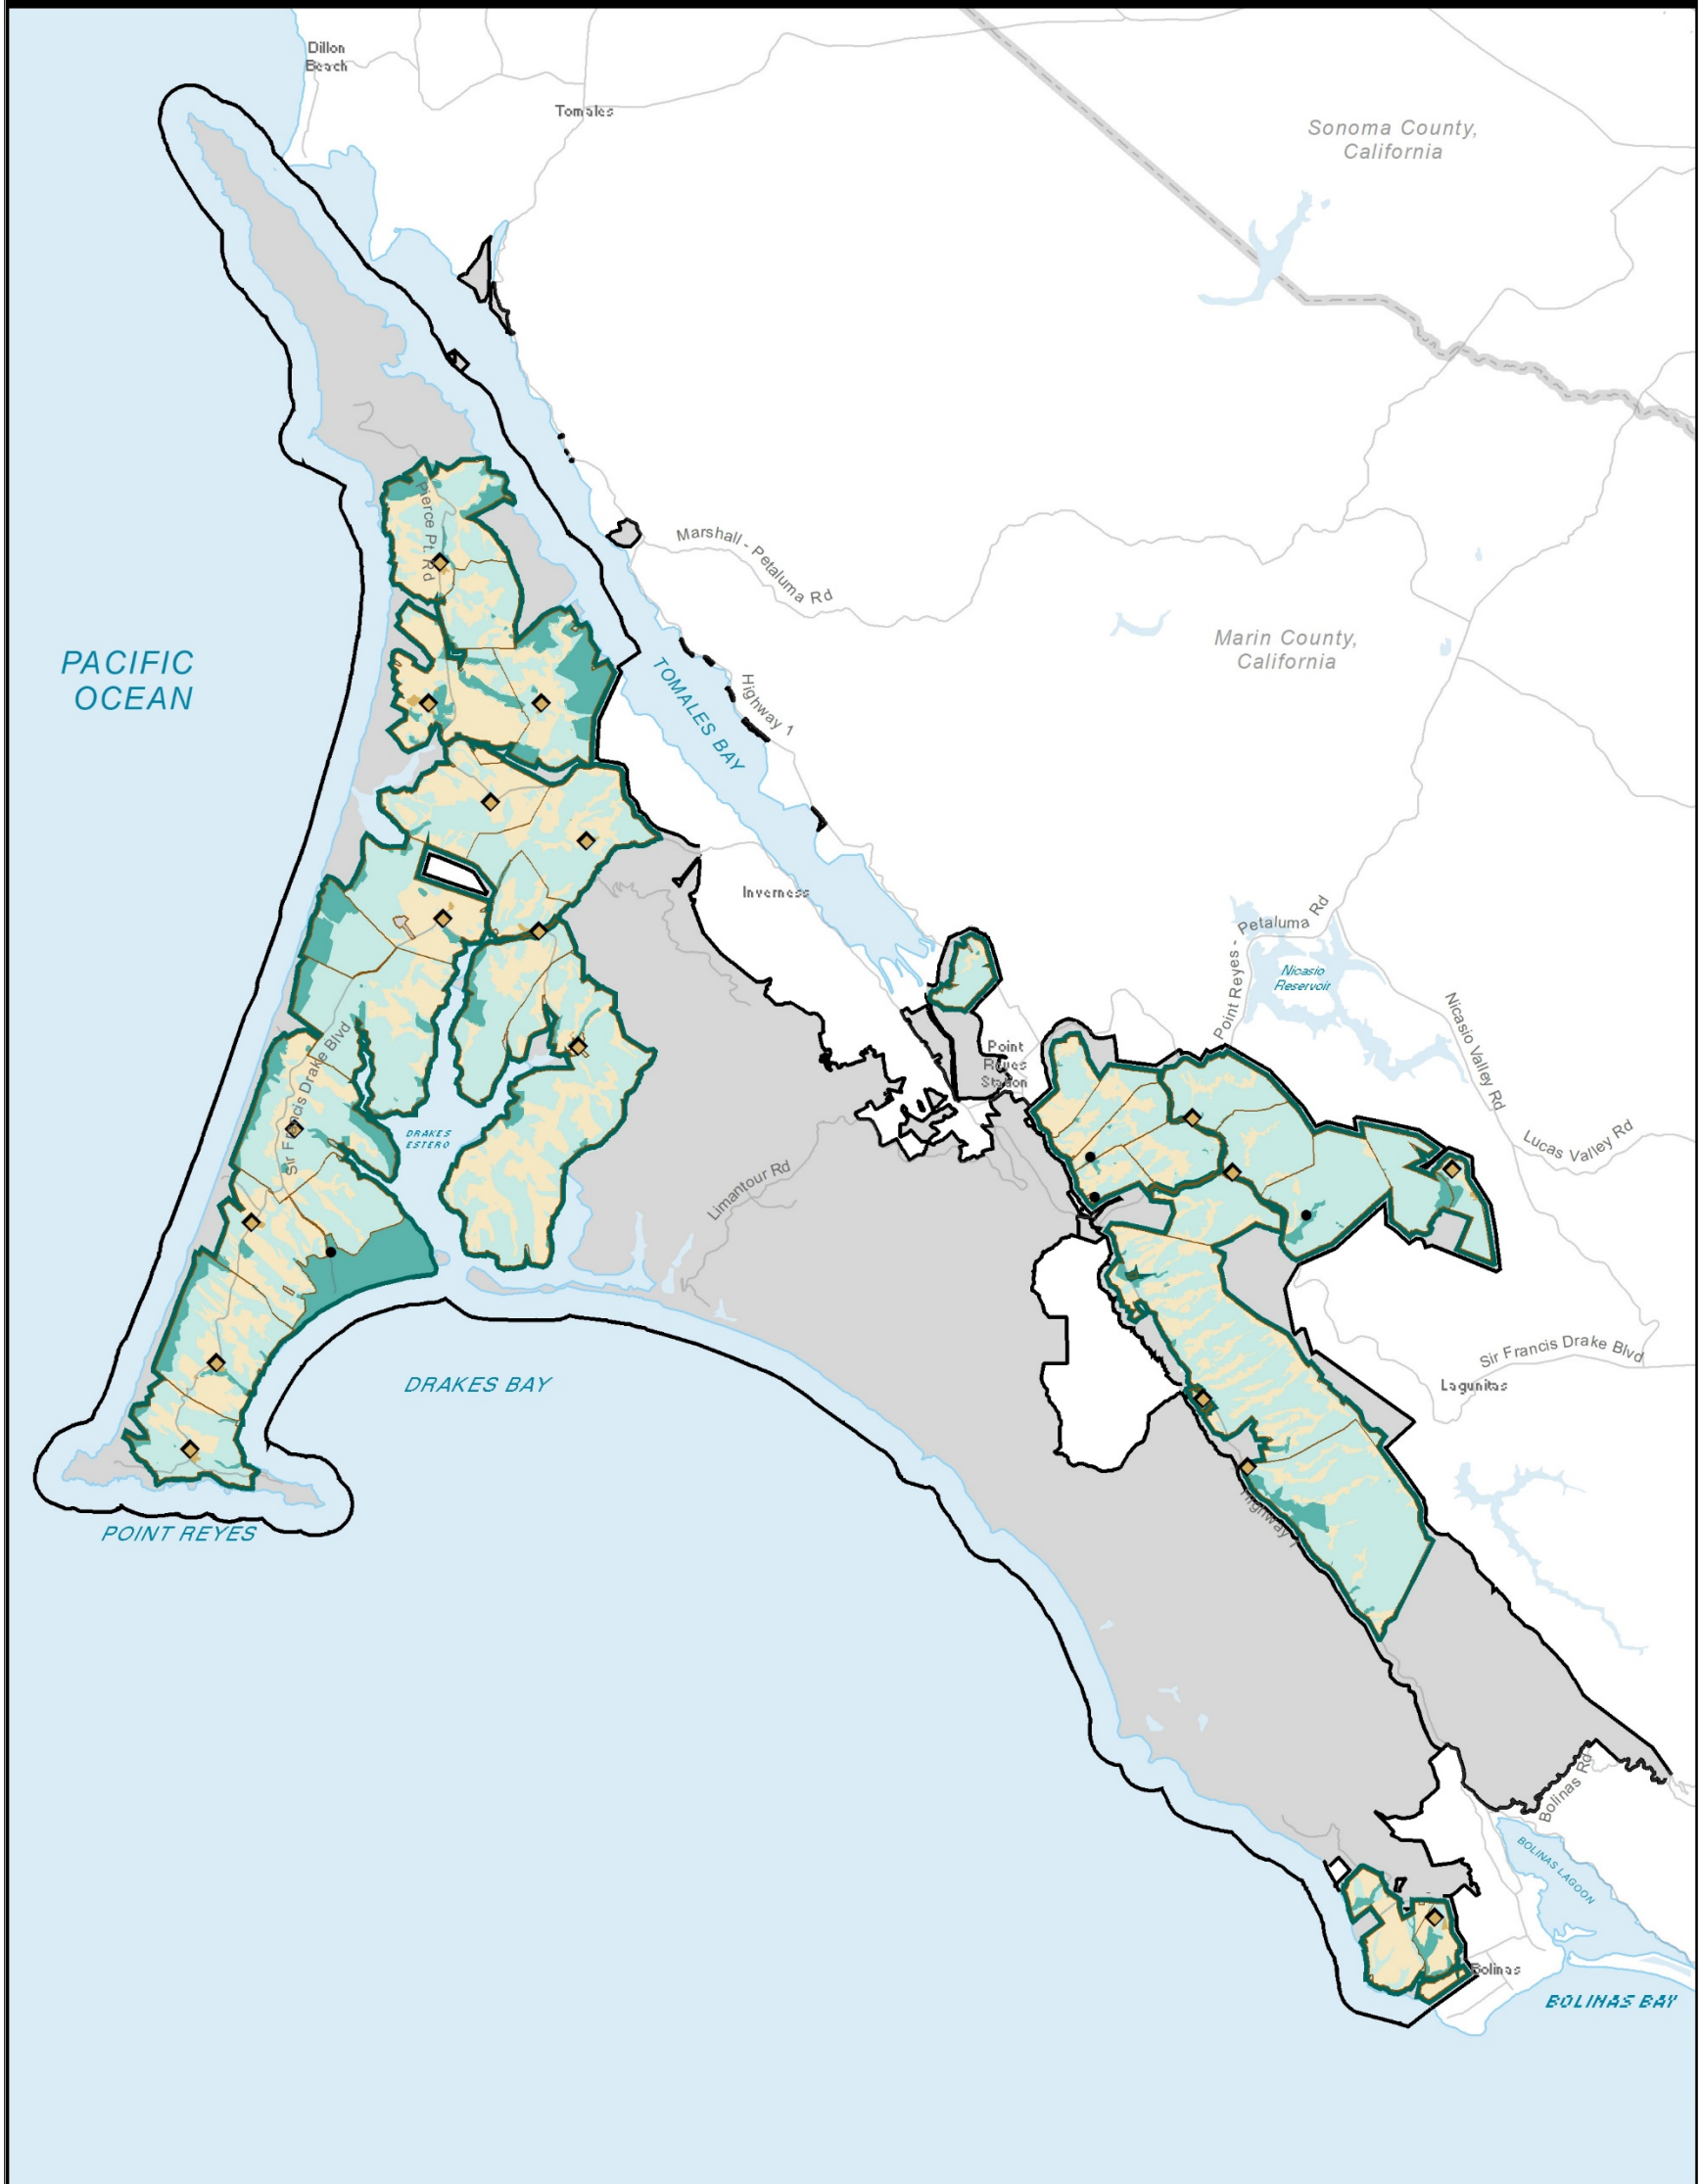 Dillon
Beach
Tomales
Sonoma County,
California
Pierce Pt. Rd
Marshall - Petaluma Rd
Marin County,
California
PACIFIC
OCEAN
TOMALES BAY
Highway 1
Inverness
Point Reyes - Petaluma Rd
Nicasio
Reservoir
Nicasio Valley Rd
Point
Reyes
Station
Sir Francis Drake Blvd
DRAKES
ESTERO
Lucas Valley Rd
Limantour Rd
Sir Francis Drake Blvd
Lagunitas
DRAKES BAY
POINT REYES
Highway 1
Bolinas Rd
BOLINAS LAGOON
Bolinas
BOLINAS BAY